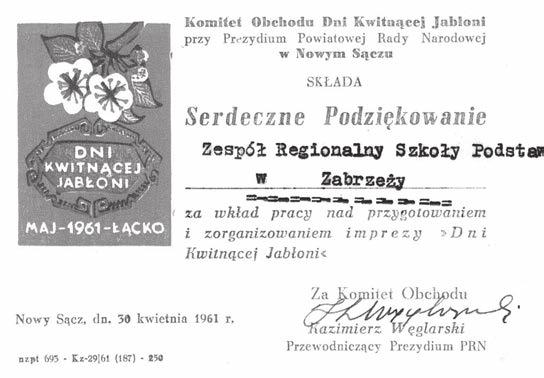 DNI
KWITNĄCEJ
JABŁONI
MAJ-1961-ŁĄCKO
Komitet Obchodu Dni Kwitnącej Jabłoni
przy Prezydium Powiatowej Rady Narodowej
w Nowym Sączu
SKŁADA
Serdeczne Podziękowanie
Zespół Regionalny Szkoły Podstaw
w Zabrzeży
za wkład pracy nad przygotowaniem
i zorganizowaniem imprezy »Dni
Kwitnącej Jabłoni«
Za Komitet Obchodu
Kazimierz Węglarski
Przewodniczący Prezydium PRN
Nowy Sącz, dn. 30 kwietnia 1961 r.
nzpt 695 - Kz-29|61 (187) - 250